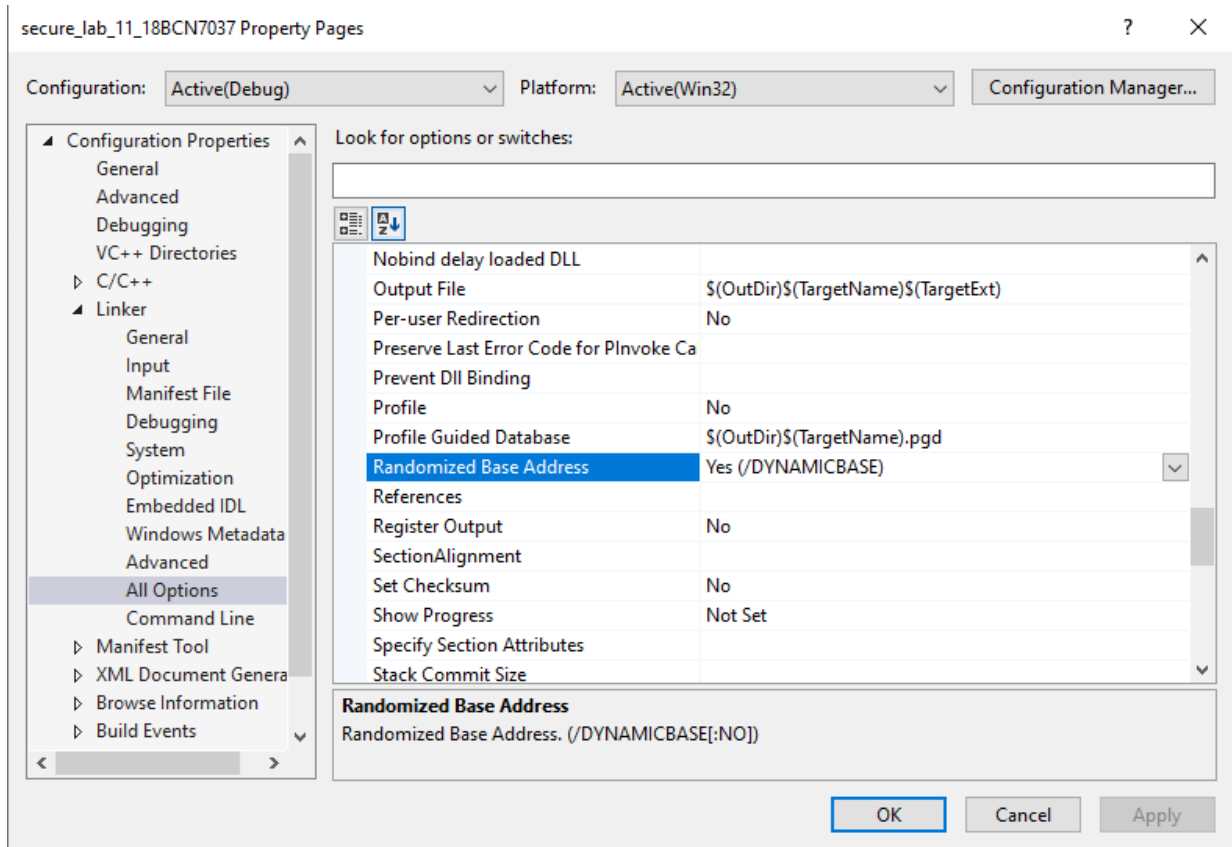 secure_lab_11_18BCN7037 Property Pages ?
Configuration: Active(Debug) Platform: Active(Win32) Configuration Manager...
Configuration Properties
General
Advanced
Debugging
VC++ Directories
C/C++
Linker
General
Input
Manifest File
Debugging
System
Optimization
Embedded IDL
Windows Metadata
Advanced
All Options
Command Line
Manifest Tool
XML Document Genera
Browse Information
Build Events
Look for options or switches:
Nobind delay loaded DLL
Output File $(OutDir)$(TargetName)$(TargetExt)
Per-user Redirection No
Preserve Last Error Code for PInvoke Ca
Prevent Dll Binding
Profile No
Profile Guided Database $(OutDir)$(TargetName).pgd
Randomized Base Address Yes (/DYNAMICBASE)
References
Register Output No
SectionAlignment
Set Checksum No
Show Progress Not Set
Specify Section Attributes
Stack Commit Size
Randomized Base Address
Randomized Base Address. (/DYNAMICBASE[:NO])
OK Cancel Apply